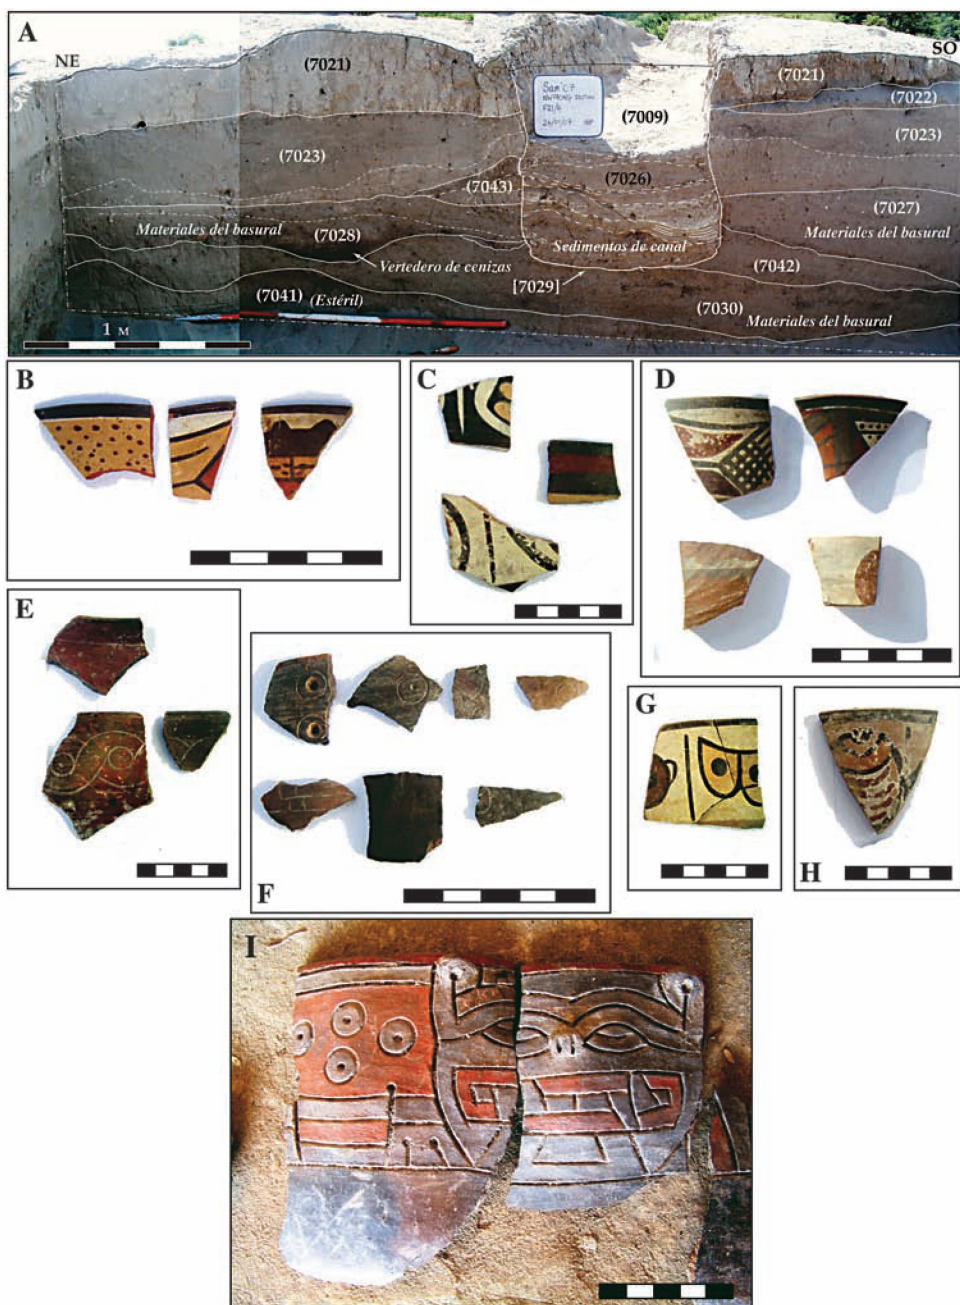 A
NE
SO
(7021)
(7021)
(7022)
(7009)
(7023)
(7023)
(7026)
(7043)
(7027)
Materiales del basural
(7028)
Sedimentos de canal
Materiales del basural
Vertedero de cenizas
(7042)
[7029]
(7041)
(Estéril)
(7030)
Materiales del basural
1 M
B
C
D
E
F
G
H
I